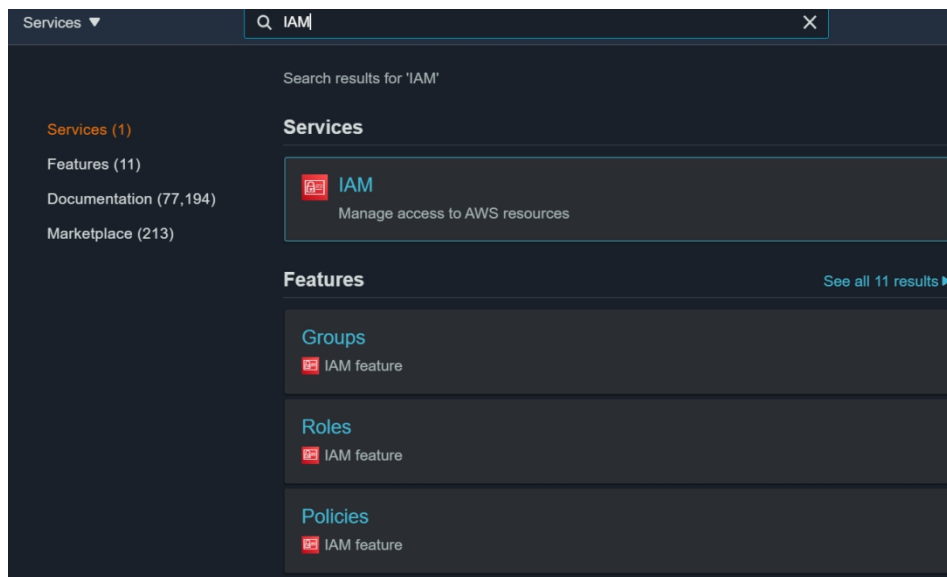 Services ▼
IAM
Search results for 'IAM'
Services (1)
Features (11)
Documentation (77,194)
Marketplace (213)
Services
IAM
Manage access to AWS resources
Features
See all 11 results
Groups
IAM feature
Roles
IAM feature
Policies
IAM feature